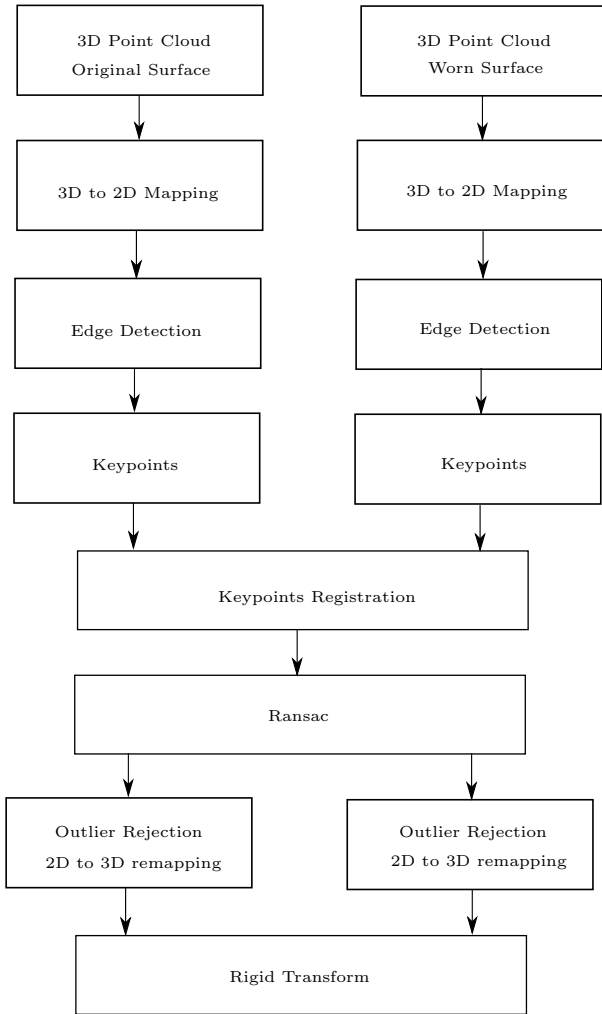 3D Point Cloud
Original Surface
3D Point Cloud
Worn Surface
3D to 2D Mapping
3D to 2D Mapping
Edge Detection
Edge Detection
Keypoints
Keypoints
Keypoints Registration
Ransac
Outlier Rejection
2D to 3D remapping
Outlier Rejection
2D to 3D remapping
Rigid Transform